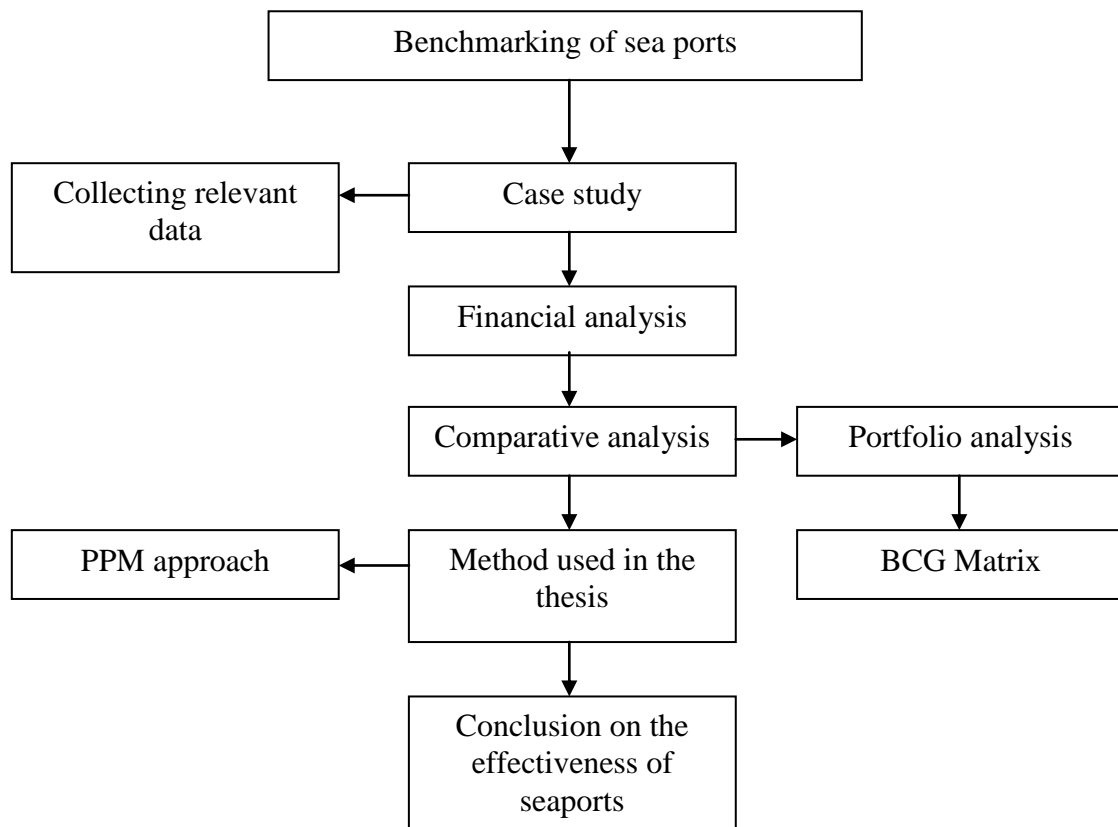 Benchmarking of sea ports
Collecting relevant
data
Case study
Financial analysis
Comparative analysis
Portfolio analysis
PPM approach
Method used in the
thesis
BCG Matrix
Conclusion on the
effectiveness of
seaports